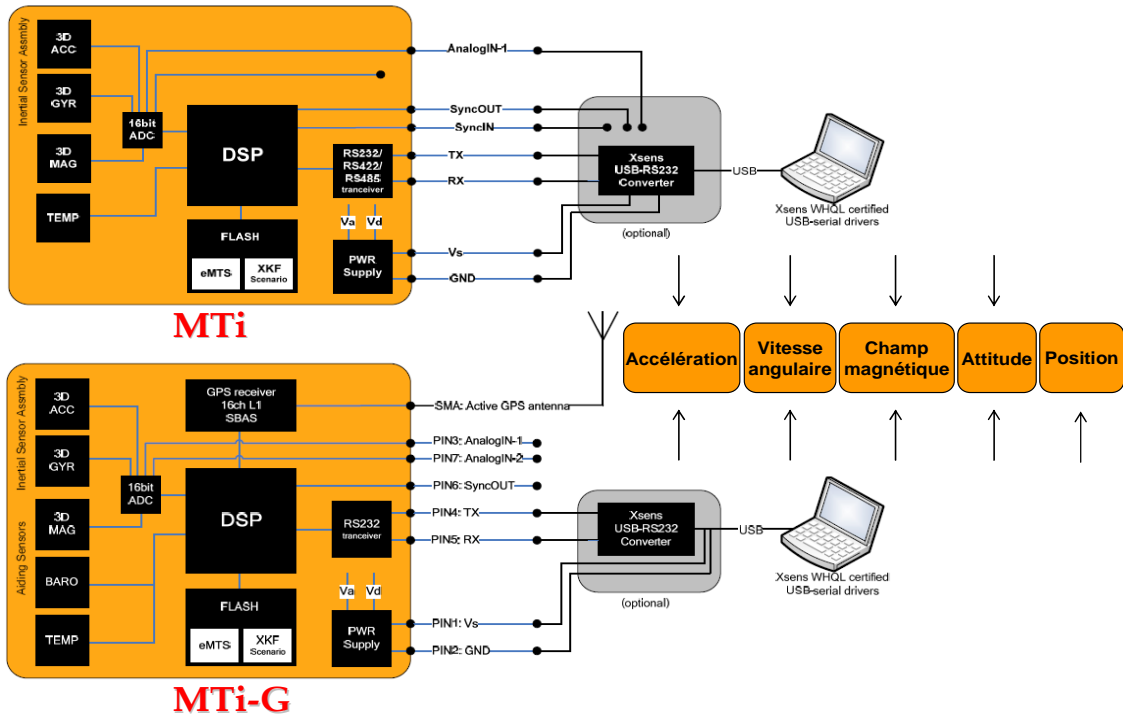 Inertial Sensor Assmbly
3D
ACC
3D
GYR
3D
MAG
TEMP
16bit
ADC
DSP
FLASH
eMTS
XKF
Scenario
RS232/
RS422/
RS485
tranceiver
Va
Vd
PWR
Supply
AnalogIN-1
SyncOUT
SyncIN
TX
RX
Vs
GND
Xsens
USB-RS232
Converter
(optional)
USB
Xsens WHQL certified
USB-serial drivers
MTi
Accélération
Vitesse
angulaire
Champ
magnétique
Attitude
Position
Inertial Sensor Assembly
Aiding Sensors
3D
ACC
3D
GYR
3D
MAG
BARO
TEMP
16bit
ADC
GPS receiver
16ch L1
SBAS
DSP
FLASH
eMTS
XKF
Scenario
RS232
tranceiver
Va
Vd
PWR
Supply
SMA: Active GPS antenna
PIN3: AnalogIN-1
PIN7: AnalogIN-2
PIN6: SyncOUT
PIN4: TX
PIN5: RX
PIN1: Vs
PIN2: GND
Xsens
USB-RS232
Converter
(optional)
USB
Xsens WHQL certified
USB-serial drivers
MTi-G